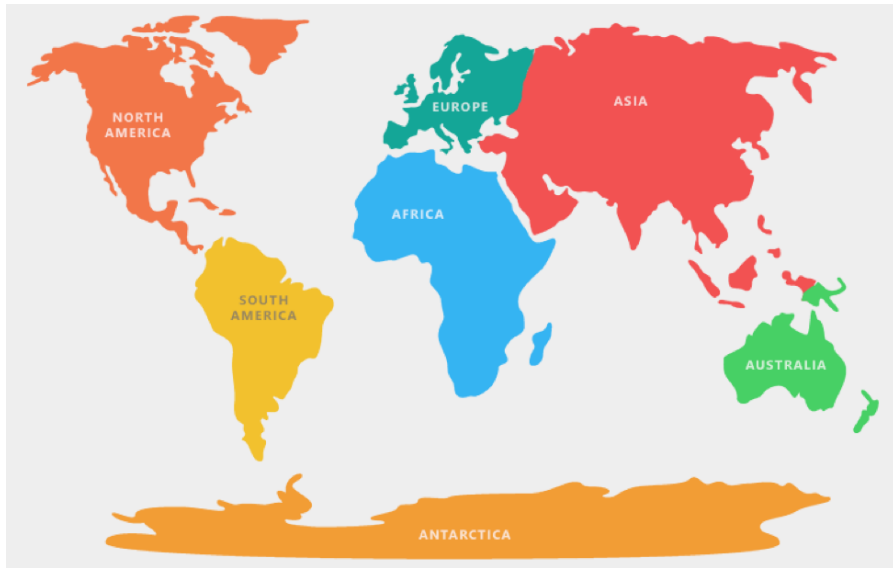 NORTH
AMERICA
EUROPE
ASIA
AFRICA
SOUTH
AMERICA
AUSTRALIA
ANTARCTICA